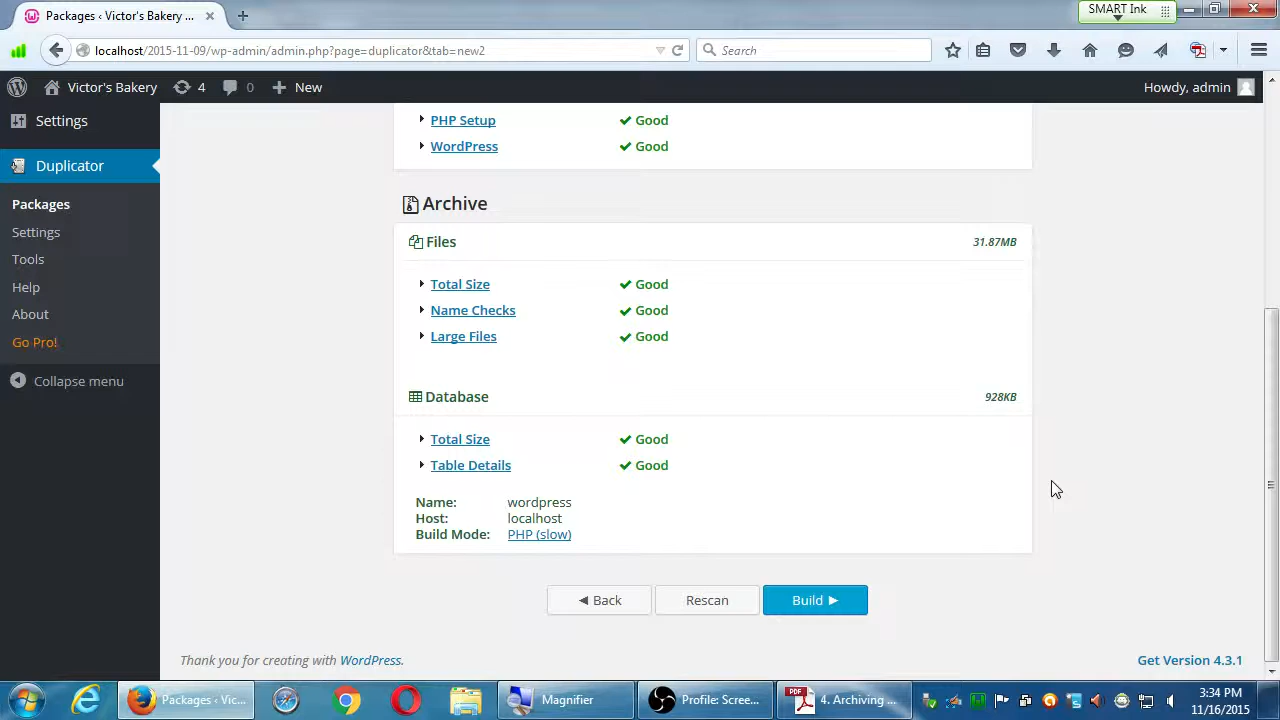 Packages ‹ Victor's Bakery ...
SMART Ink
localhost/2015-11-09/wp-admin/admin.php?page=duplicator&tab=new2
Search
Victor's Bakery
4
0
New
Howdy, admin
Settings
Duplicator
Packages
Settings
Tools
Help
About
Go Pro!
Collapse menu
PHP Setup Good
WordPress Good
Archive
Files 31.87MB
Total Size Good
Name Checks Good
Large Files Good
Database 928KB
Total Size Good
Table Details Good
Name: wordpress
Host: localhost
Build Mode: PHP (slow)
Back Rescan Build
Thank you for creating with WordPress.
Get Version 4.3.1
Packages ‹ Vic...
Magnifier
Profile: Scree...
PDF
4. Archiving ...
3:34 PM
11/16/2015